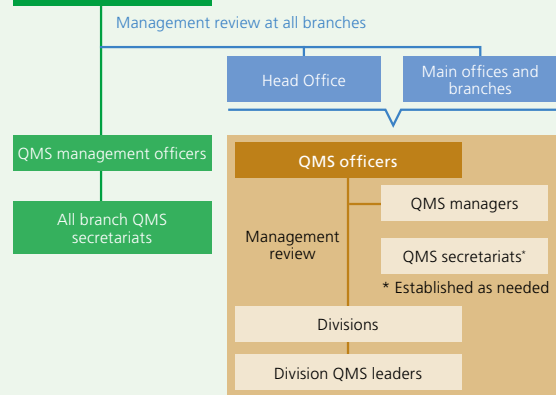 Management review at all branches
Head Office
Main offices and
branches
QMS management officers
All branch QMS
secretariats
QMS officers
QMS managers
Management
review
QMS secretariats*
* Established as needed
Divisions
Division QMS leaders